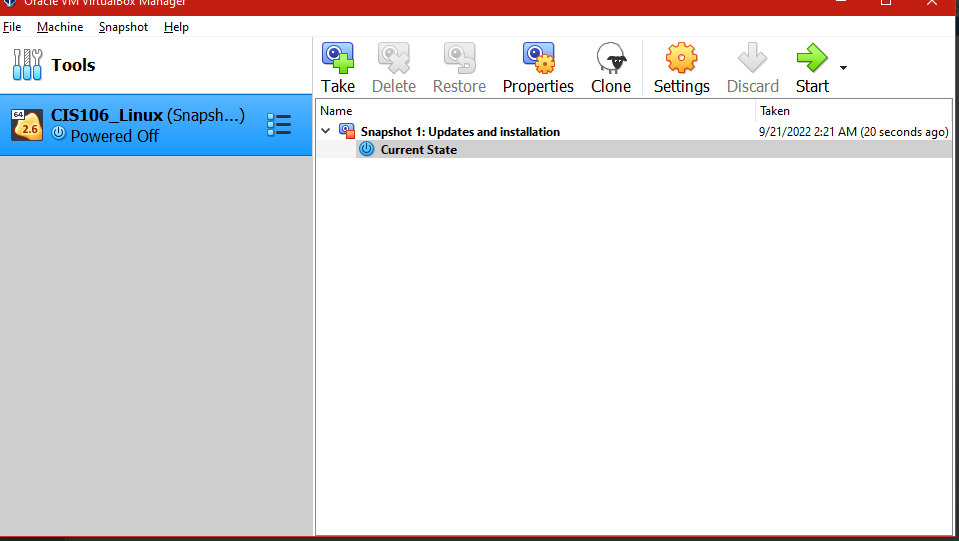 Oracle VM VirtualBox Manager
File Machine Snapshot Help
Tools
Take Delete Restore Properties Clone Settings Discard Start
Name Taken
64 2.6 CIS106_Linux (Snapsh...)
Powered Off
Snapshot 1: Updates and installation 9/21/2022 2:21 AM (20 seconds ago)
Current State